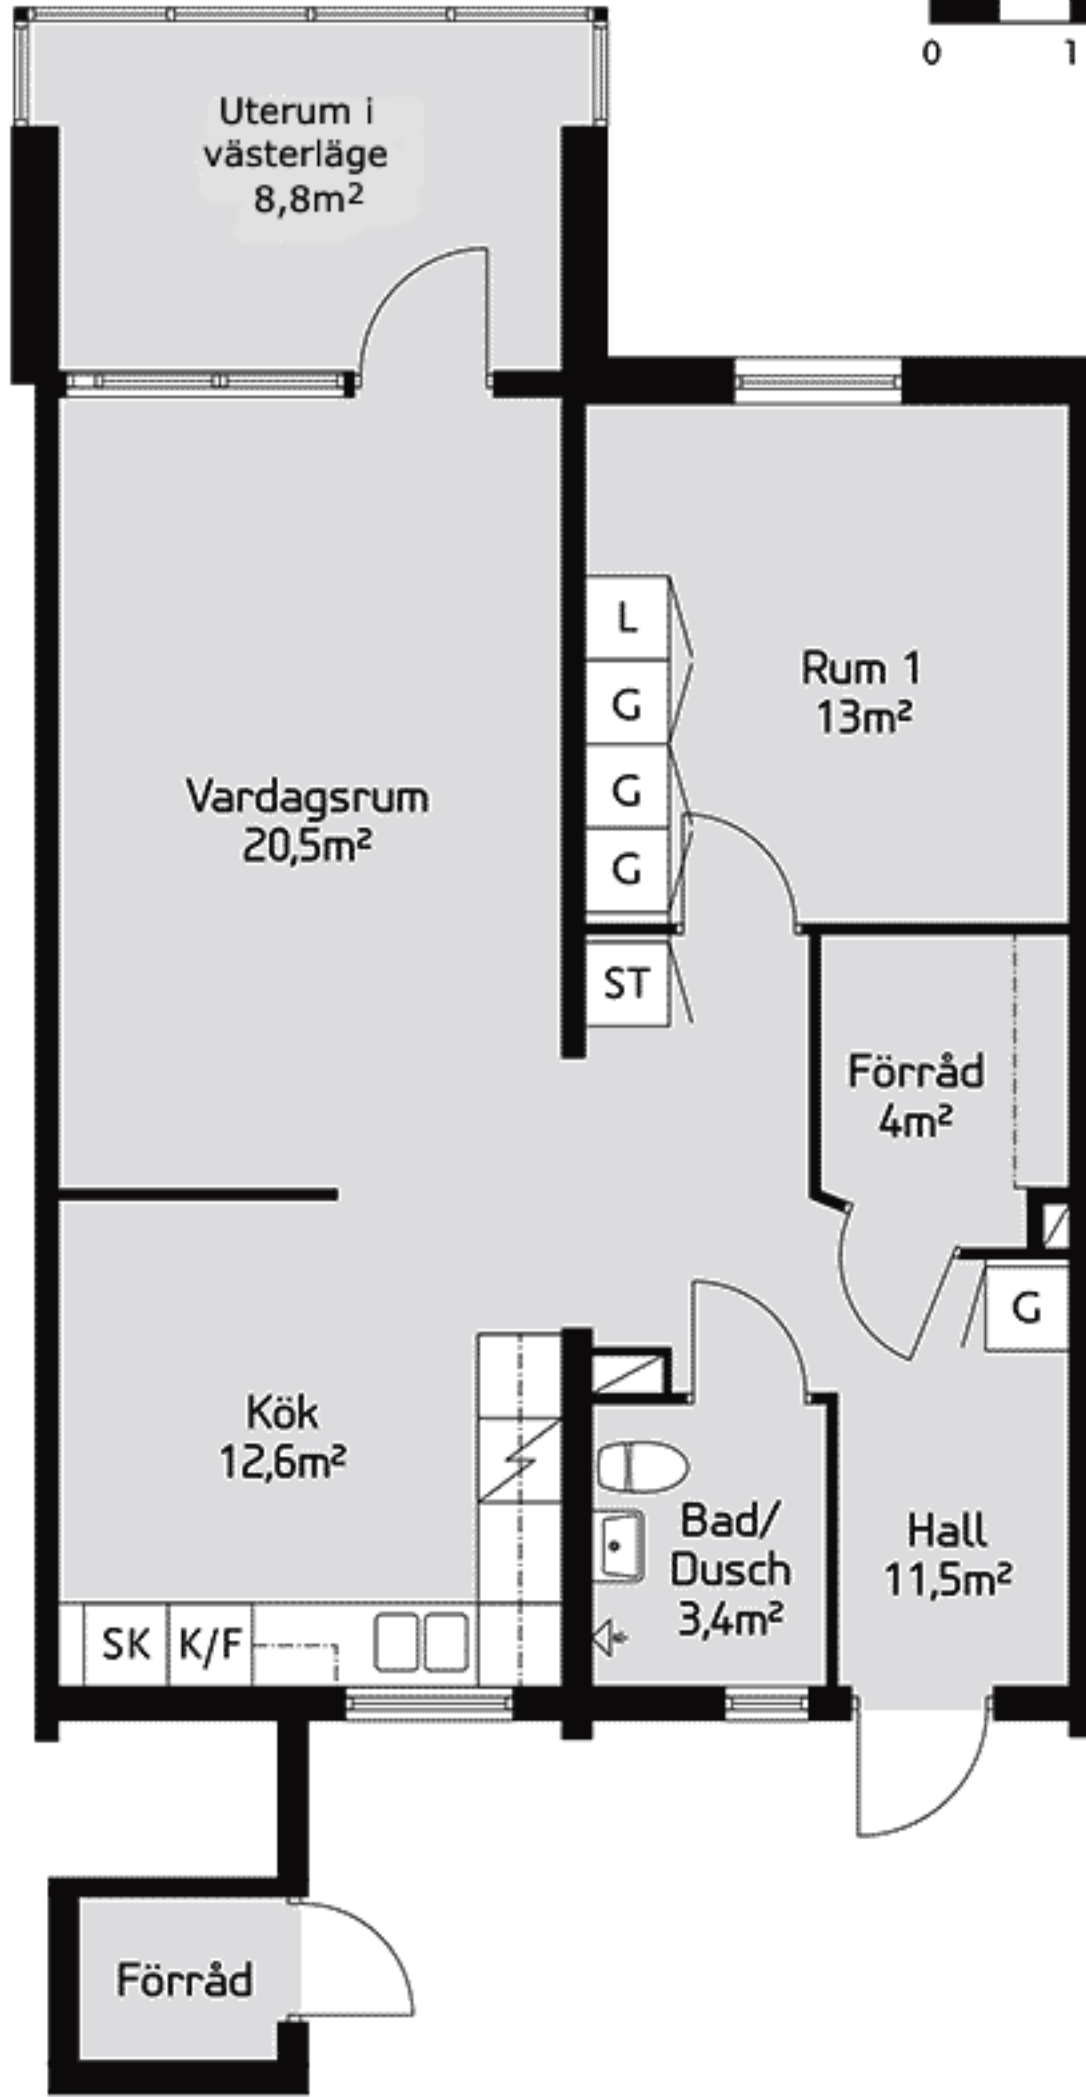 0 1
Uterum i
västerläge
8,8m²
L
G
G
G
Rum 1
13m²
Vardagsrum
20,5m²
ST
Förråd
4m²
G
Kök
12,6m²
Bad/
Dusch
3,4m²
Hall
11,5m²
SK K/F
Förråd